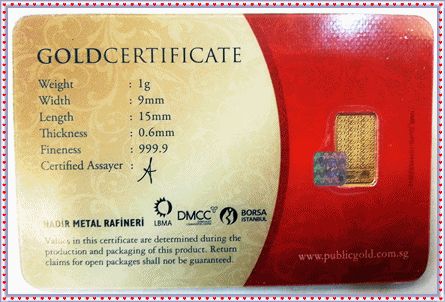 GOLDCERTIFICATE
Weight : 1g
Width : 9mm
Length : 15mm
Thickness : 0.6mm
Fineness : 999.9
Certified Assayer :
NADIR METAL RAFİNERİ
LBMA
DMCC
BORSA
ISTANBUL
Values in this certificate are determined during the
production and packaging of this product. Return
claims for open packages shall not be guaranteed.
www.publicgold.com.sg